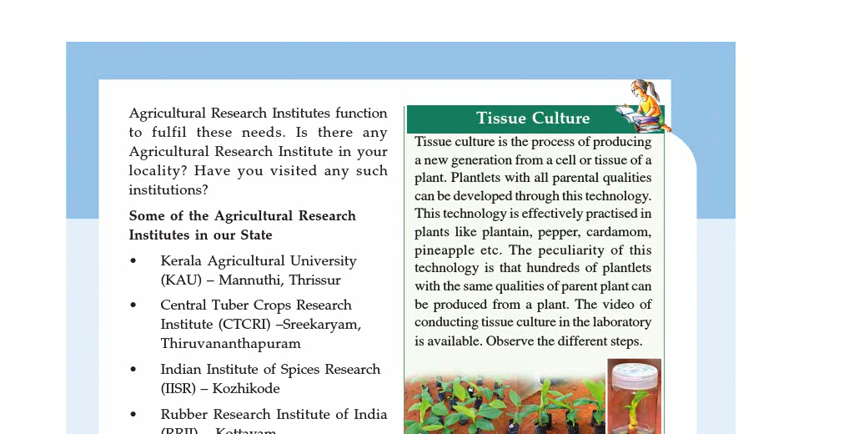 Agricultural Research Institutes function
to fulfil these needs. Is there any
Agricultural Research Institute in your
locality? Have you visited any such
institutions?
Some of the Agricultural Research
Institutes in our State
• Kerala Agricultural University
(KAU) – Mannuthi, Thrissur
• Central Tuber Crops Research
Institute (CTCRI) –Sreekaryam,
Thiruvananthapuram
• Indian Institute of Spices Research
(IISR) – Kozhikode
• Rubber Research Institute of India
(RRII) – Kottayam
Tissue Culture
Tissue culture is the process of producing
a new generation from a cell or tissue of a
plant. Plantlets with all parental qualities
can be developed through this technology.
This technology is effectively practised in
plants like plantain, pepper, cardamom,
pineapple etc. The peculiarity of this
technology is that hundreds of plantlets
with the same qualities of parent plant can
be produced from a plant. The video of
conducting tissue culture in the laboratory
is available. Observe the different steps.